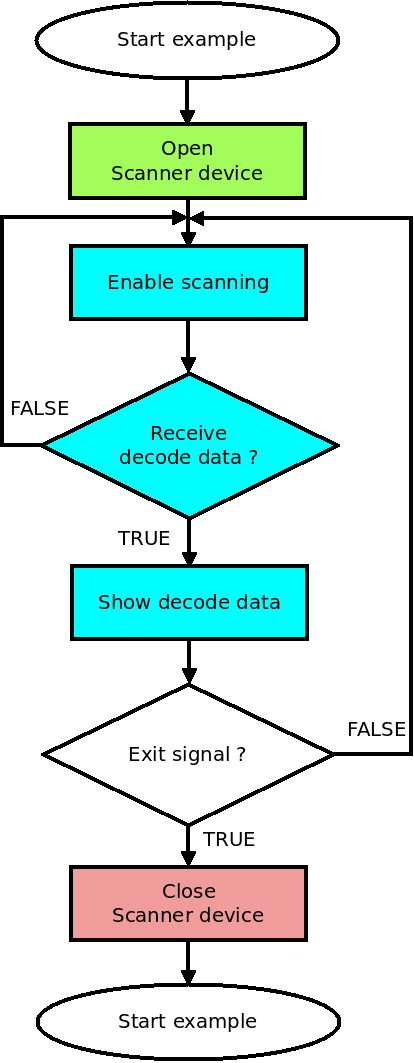 Start example
Open
Scanner device
Enable scanning
FALSE
Receive
decode data ?
TRUE
Show decode data
FALSE
Exit signal ?
TRUE
Close
Scanner device
Start example